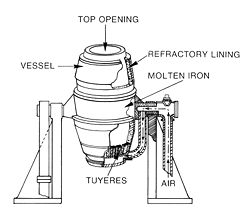 TOP OPENING
VESSEL
REFRACTORY LINING
MOLTEN IRON
TUYERES
AIR